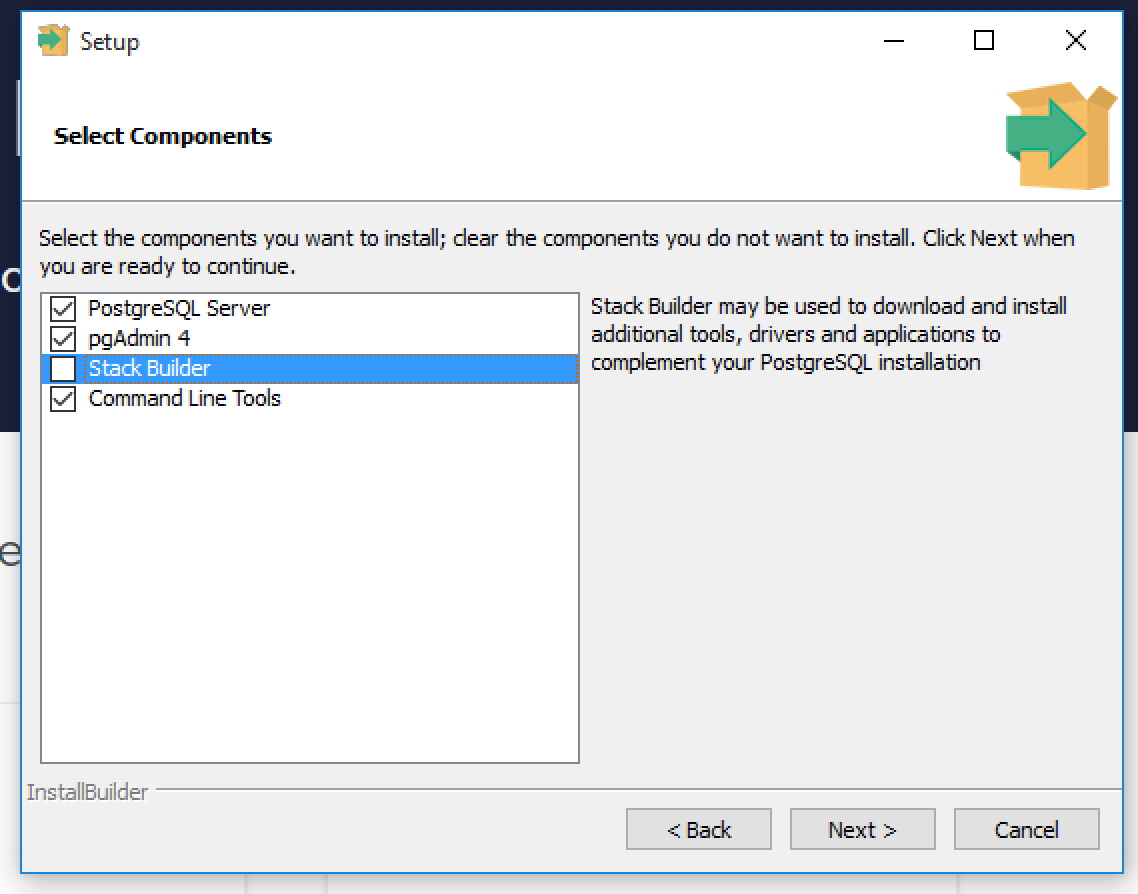 Setup
Select Components
Select the components you want to install; clear the components you do not want to install. Click Next when
you are ready to continue.
PostgreSQL Server
pgAdmin 4
Stack Builder
Command Line Tools
Stack Builder may be used to download and install
additional tools, drivers and applications to
complement your PostgreSQL installation
InstallBuilder
< Back
Next >
Cancel